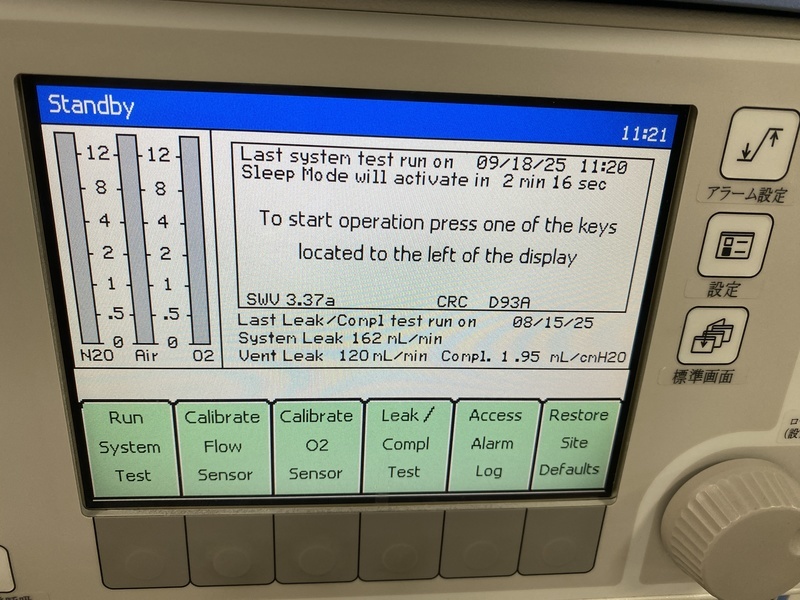 Standby
11:21
12 12
8 8
4 4
2 2
1 1
.5 .5
0 0
N2O Air O2
Last system test run on 09/18/25 11:20
Sleep Mode will activate in 2 min 16 sec
To start operation press one of the keys
located to the left of the display
SWV 3.37a CRC D93A
Last Leak/Compl test run on 08/15/25
System Leak 162 mL/min
Vent Leak 120 mL/min Compl. 1.95 mL/cmH2O
Run
System
Test
Calibrate
Flow
Sensor
Calibrate
O2
Sensor
Leak/
Compl
Test
Access
Alarm
Log
Restore
Site
Defaults
アラーム設定
設定
標準画面